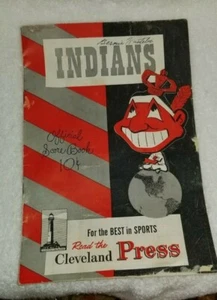 INDIANS
Official
Score Book
10¢
For the BEST in SPORTS
Read the
Cleveland Press